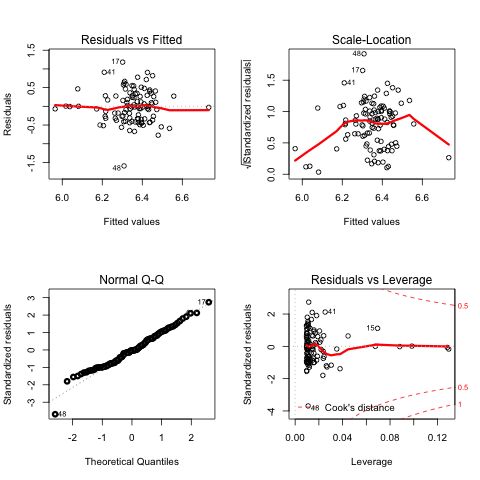 Residuals vs Fitted
Residuals
-1.5 -0.5 0.5 1.5
17
41
48
6.0 6.2 6.4 6.6
Fitted values
Scale-Location
√|Standardized residuals|
0.0 0.5 1.0 1.5
48
17
41
6.0 6.2 6.4 6.6
Fitted values
Normal Q-Q
Standardized residuals
-4 -3 -2 -1 0 1 2 3
17
48
-2 -1 0 1 2
Theoretical Quantiles
Residuals vs Leverage
Standardized residuals
-4 -2 0 2
41
15
48
Cook's distance
0.5
0.5
1
0.00 0.04 0.08 0.12
Leverage